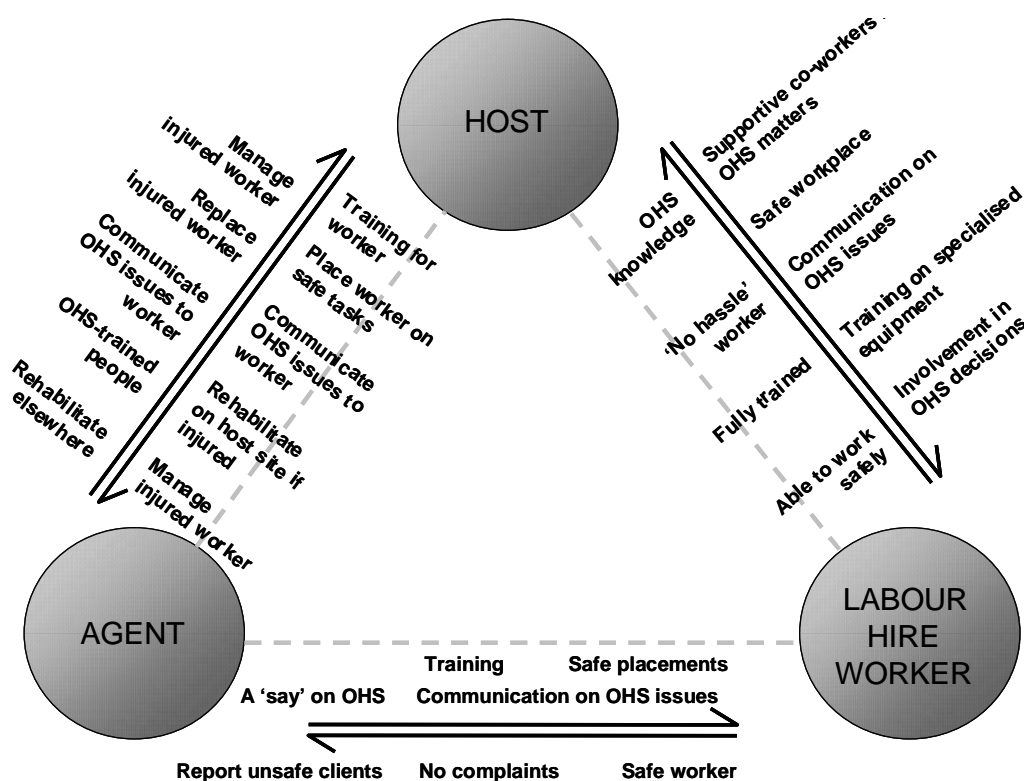 HOST
Manage
injured worker
Replace
injured worker
Communicate
OHS issues to
worker
OHS-trained
people
Rehabilitate
elsewhere
Training for
worker
Place worker on
safe tasks
Communicate
OHS issues to
worker
Rehabilitate
on host site if
injured
Manage
injured worker
Supportive co-workers
OHS matters
Safe workplace
Communication on
OHS issues
Training on specialised
equipment
Involvement in
OHS decisions
OHS
knowledge
'No hassle'
worker
Fully trained
Able to work
safely
AGENT
LABOUR
HIRE
WORKER
Training Safe placements
A ‘say’ on OHS Communication on OHS issues
Report unsafe clients No complaints Safe worker